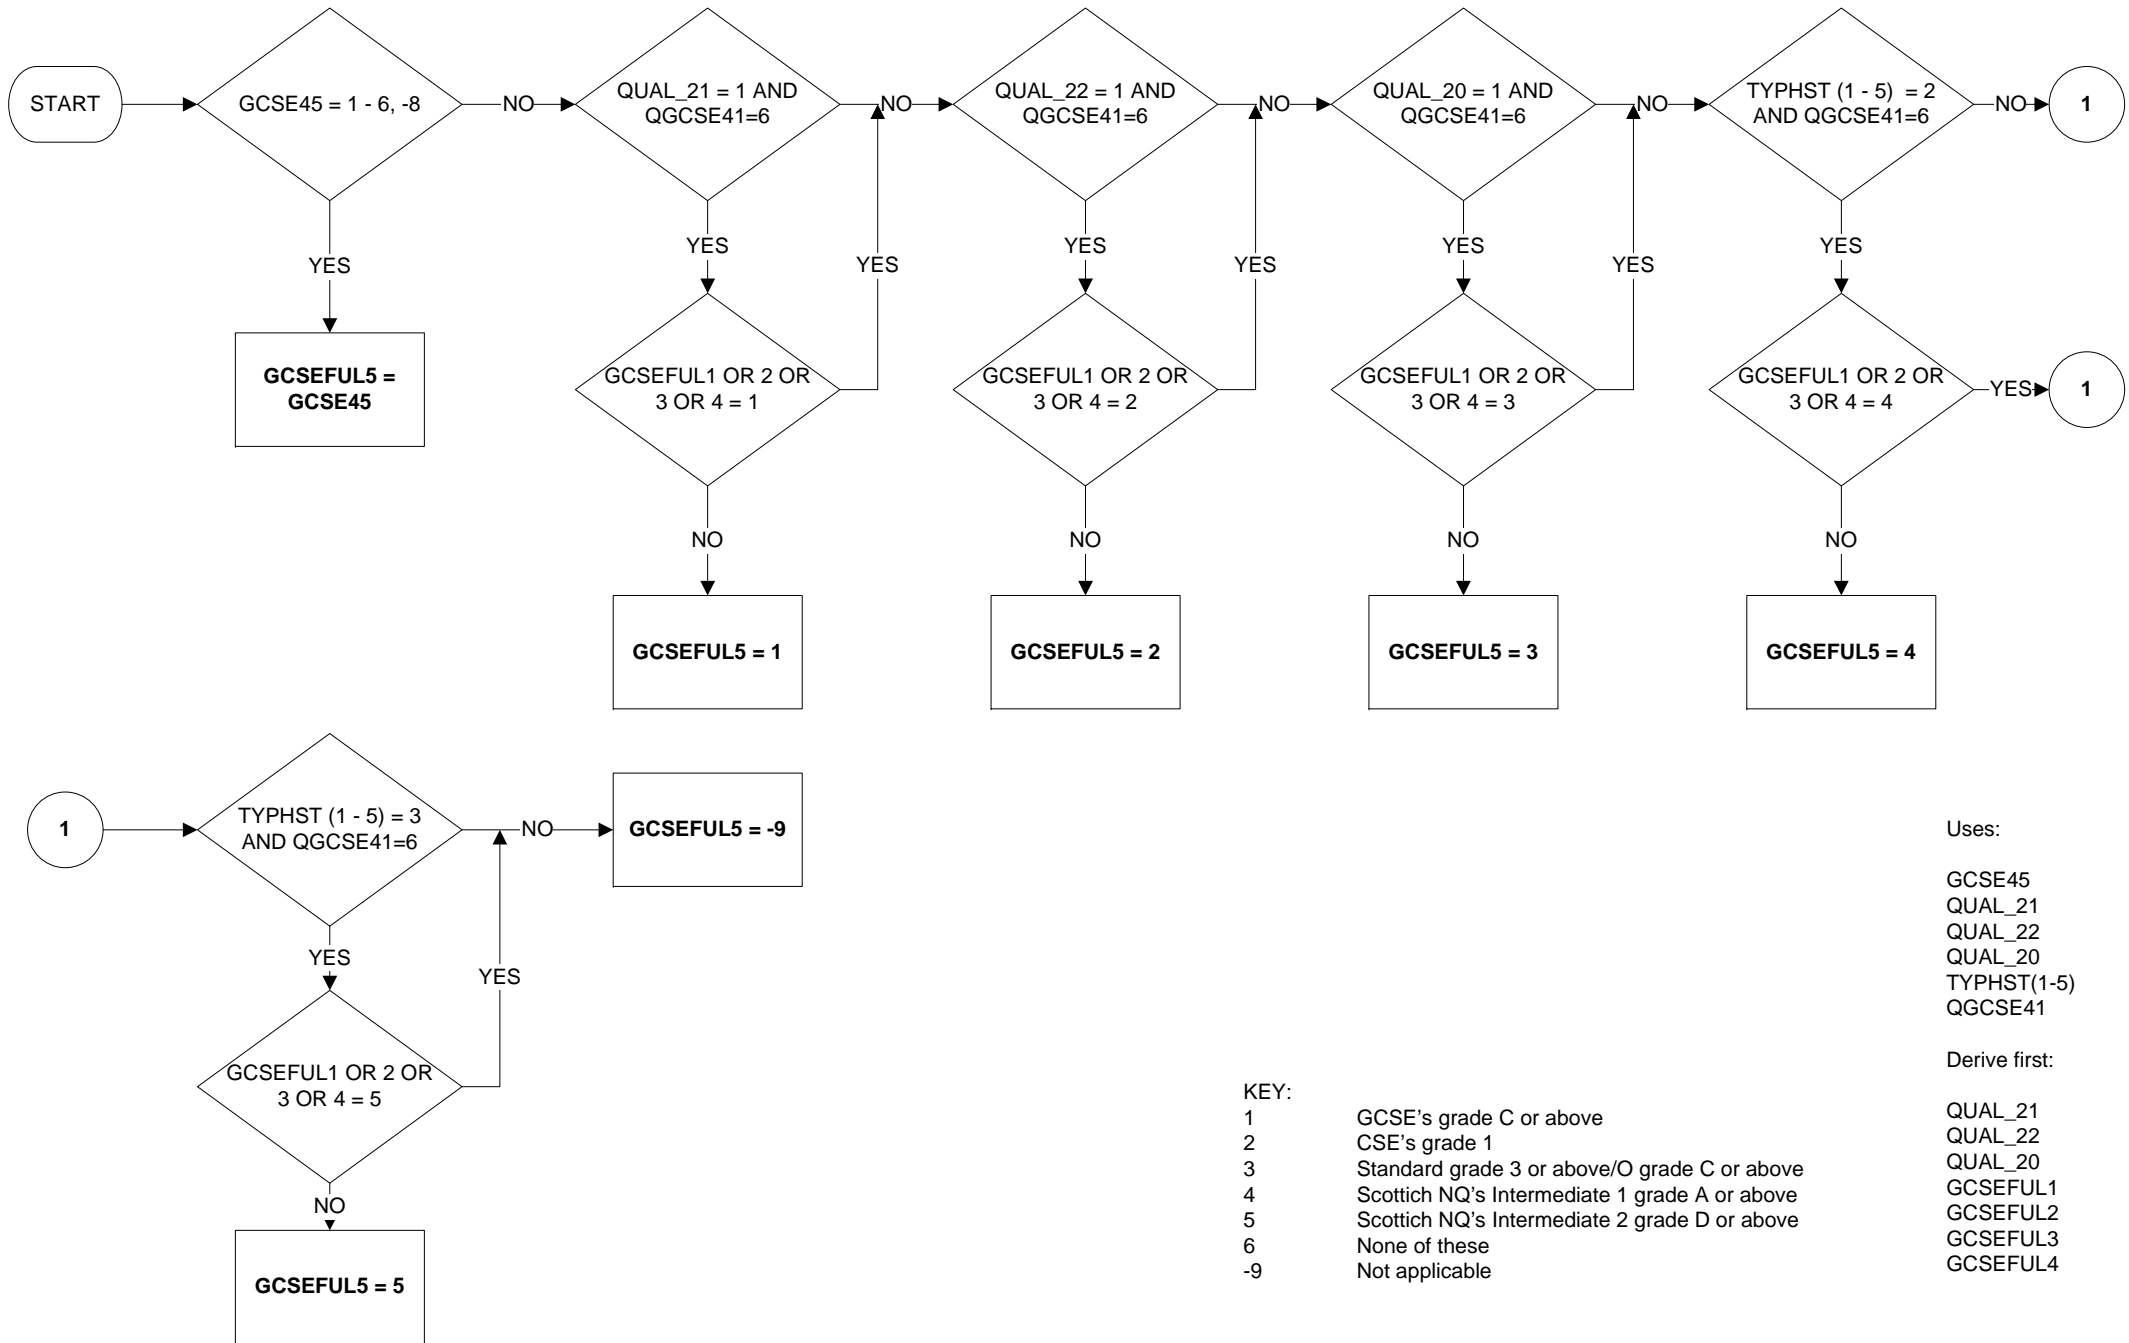 START
GCSE45 = 1 - 6, -8
NO
QUAL_21 = 1 AND
QGCSE41=6
NO
QUAL_22 = 1 AND
QGCSE41=6
NO
QUAL_20 = 1 AND
QGCSE41=6
NO
TYPHST (1 - 5) = 2
AND QGCSE41=6
NO
1
YES
YES
YES
YES
YES
YES
YES
YES
GCSEFUL5 =
GCSE45
GCSEFUL1 OR 2 OR
3 OR 4 = 1
GCSEFUL1 OR 2 OR
3 OR 4 = 2
GCSEFUL1 OR 2 OR
3 OR 4 = 3
GCSEFUL1 OR 2 OR
3 OR 4 = 4
YES
1
NO
NO
NO
NO
GCSEFUL5 = 1
GCSEFUL5 = 2
GCSEFUL5 = 3
GCSEFUL5 = 4
1
TYPHST (1 - 5) = 3
AND QGCSE41=6
NO
GCSEFUL5 = -9
YES
YES
GCSEFUL1 OR 2 OR
3 OR 4 = 5
NO
GCSEFUL5 = 5
KEY:
1 GCSE’s grade C or above
2 CSE’s grade 1
3 Standard grade 3 or above/O grade C or above
4 Scottich NQ’s Intermediate 1 grade A or above
5 Scottich NQ’s Intermediate 2 grade D or above
6 None of these
-9 Not applicable
Uses:
GCSE45
QUAL_21
QUAL_22
QUAL_20
TYPHST(1-5)
QGCSE41
Derive first:
QUAL_21
QUAL_22
QUAL_20
GCSEFUL1
GCSEFUL2
GCSEFUL3
GCSEFUL4